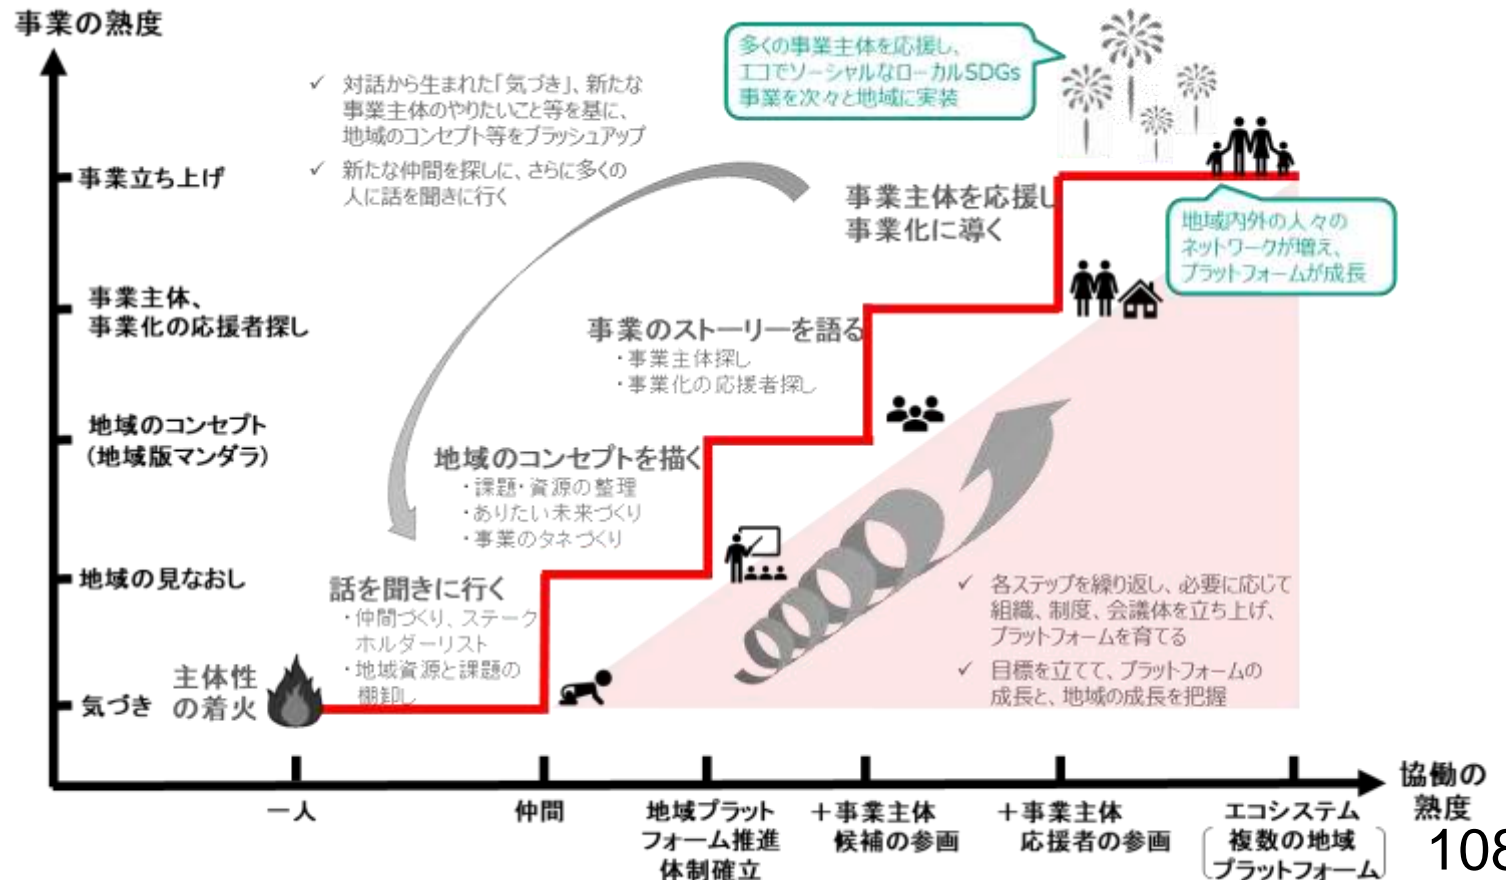 事業の熟度
多くの事業主体を応援し、
エコでソーシャルなローカルSDGs
事業を次々と地域に実装
✓ 対話から生まれた「気づき」、新たな
事業主体のやりたいこと等を基に、
地域のコンセプト等をブラッシュアップ
✓ 新たな仲間を探しに、さらに多くの
人に話を聞きに行く
事業立ち上げ
事業主体を応援し
事業化に導く
地域内外の人々の
ネットワークが増え、
プラットフォームが成長
事業主体、
事業化の応援者探し
事業のストーリーを語る
・事業主体探し
・事業化の応援者探し
地域のコンセプト
（地域版マンダラ）
地域のコンセプトを描く
・課題・資源の整理
・ありたい未来づくり
・事業のタネづくり
地域の見なおし
話を聞きに行く
・仲間づくり、ステーク
ホルダーリスト
・地域資源と課題の
棚卸し
✓ 各ステップを繰り返し、必要に応じて
組織、制度、会議体を立ち上げ、
プラットフォームを育てる
✓ 目標を立てて、プラットフォームの
成長と、地域の成長を把握
気づき
主体性
の着火
一人
仲間
地域プラット
フォーム推進
体制確立
＋事業主体
候補の参画
＋事業主体
応援者の参画
エコシステム
複数の地域
プラットフォーム
協働の
熟度
108